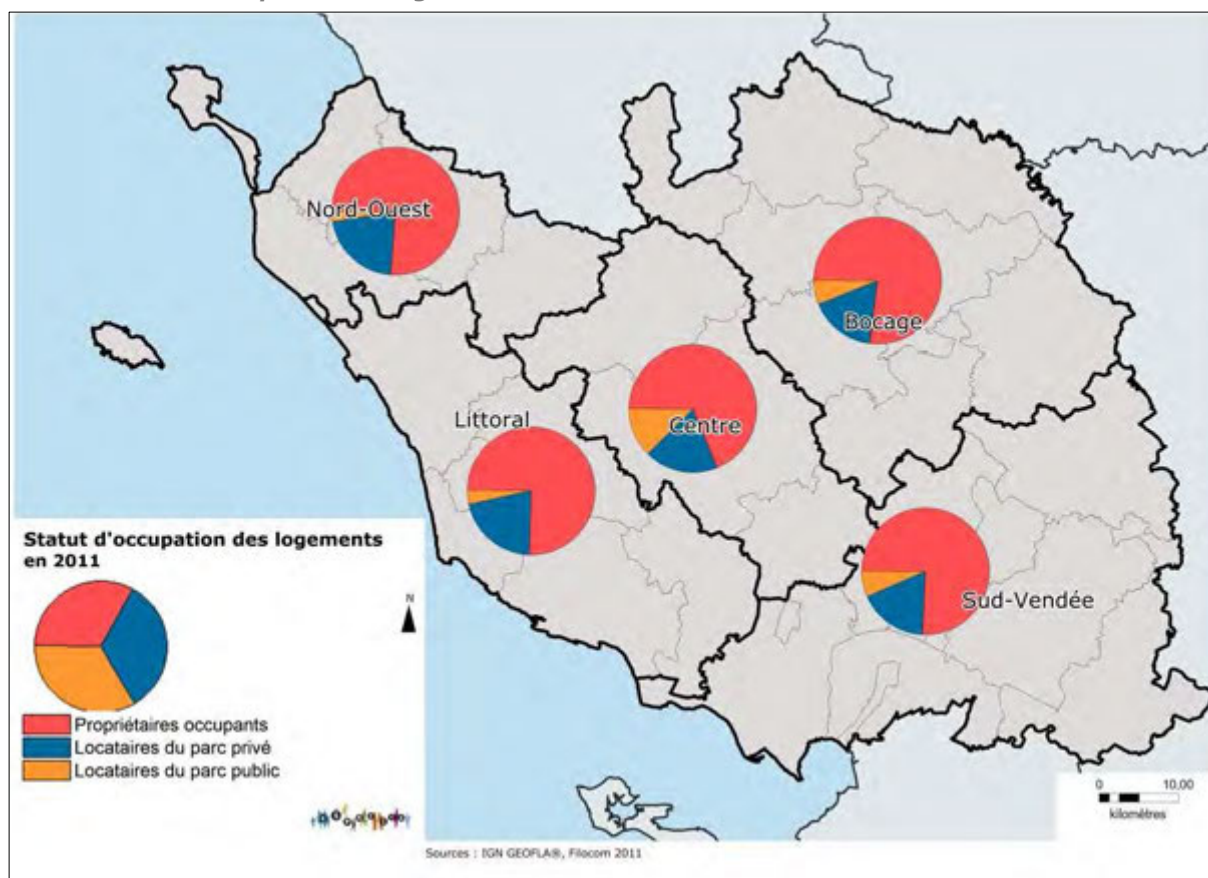 Nord-Ouest
Bocage
Centre
Littoral
Sud-Vendée
Statut d'occupation des logements
en 2011
N
Propriétaires occupants
Locataires du parc privé
Locataires du parc public
0 10,00
kilomètres
Sources : IGN GEOFLA®, Filocom 2011